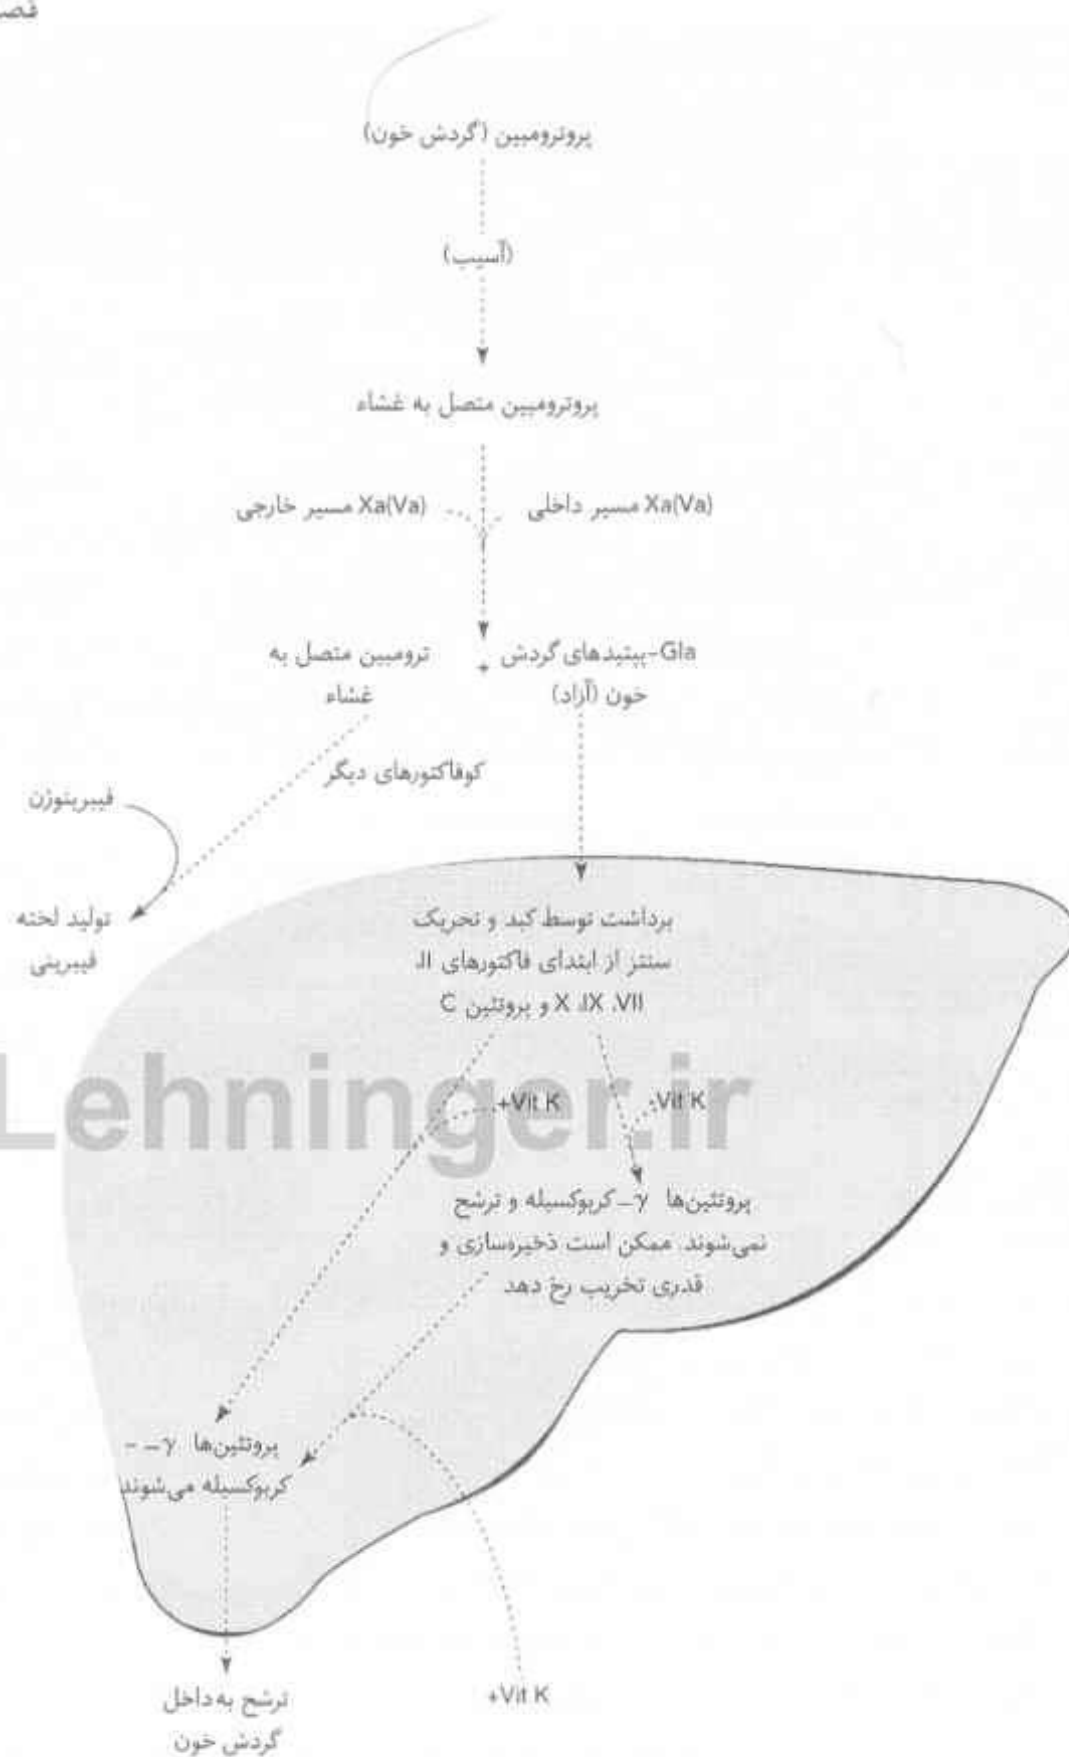 فصـ
پروترومبین (گردش خون)
(آسیب)
پروترومبین متصل به غشاء
Xa(Va) مسیر داخلی
Xa(Va) مسیر خارجی
Gla-پپتیدهای گردش
خون (آزاد)
+
ترومبین متصل به
غشاء
کوفاکتورهای دیگر
فیبرینوژن
تولید لخته
فیبرینی
برداشت توسط کبد و تحریک
سنتز از ابتدای فاکتورهای II،
VII، IX، X و پروتئین C
+Vit K
-Vit K
پروتئین‌ها γ-کربوکسیله و ترشح
نمی‌شوند. ممکن است ذخیره‌سازی و
قدری تخریب رخ دهد
پروتئین‌ها γ-
کربوکسیله می‌شوند
+Vit K
ترشح به داخل
گردش خون
Lehninger.ir